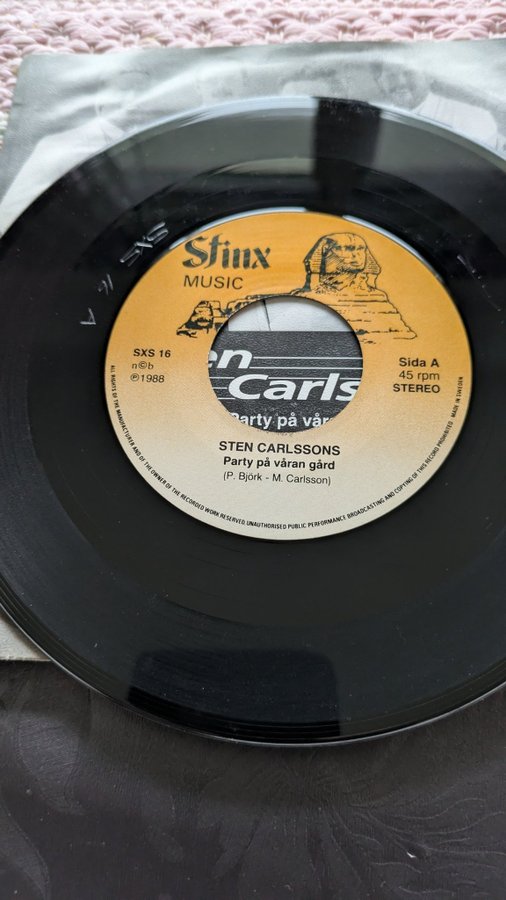 Sfinx
MUSIC
SXS 16
n©b
℗1988
Sida A
45 rpm
STEREO
en
Carls
Party på vår
STEN CARLSSONS
Party på våran gård
(P. Björk - M. Carlsson)
ALL RIGHTS OF THE MANUFACTURER AND OF THE OWNER OF THE RECORDED WORK RESERVED. UNAUTHORISED PUBLIC PERFORMANCE BROADCASTING AND COPYING OF THIS RECORD PROHIBITED MADE IN SWEDEN
SXS